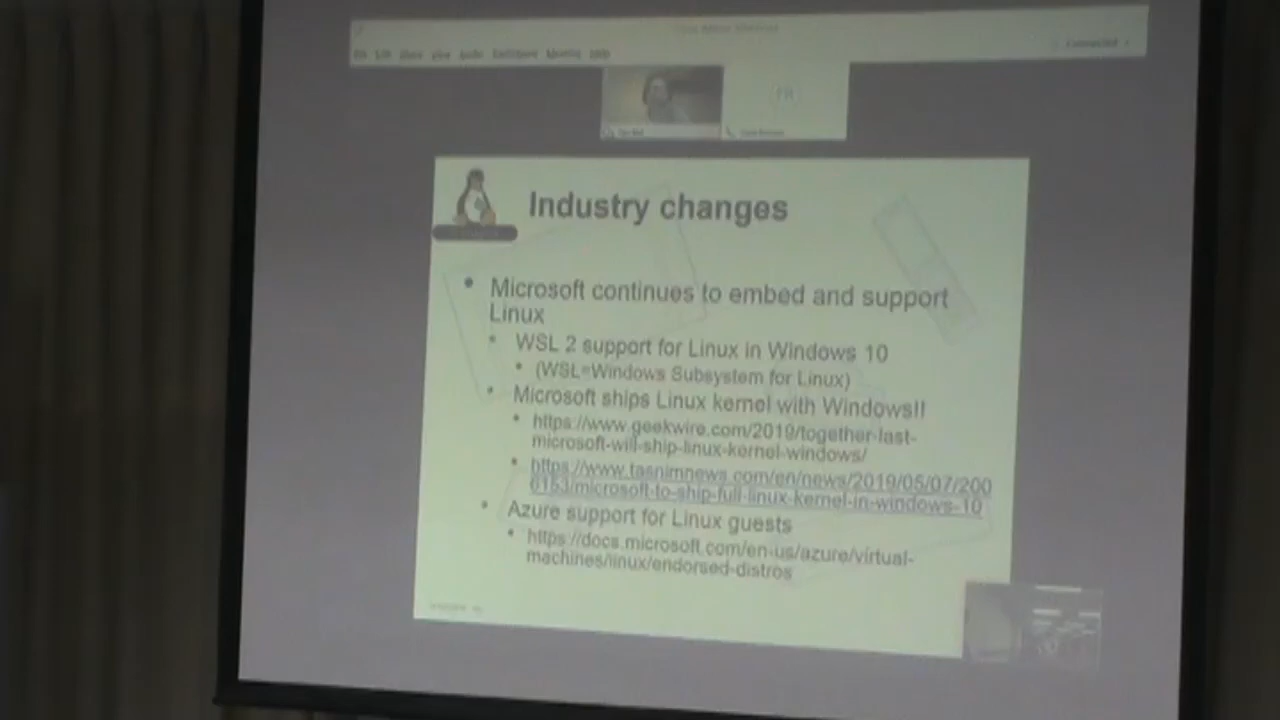 Connected
FR
Industry changes
Microsoft continues to embed and support
Linux
WSL 2 support for Linux in Windows 10
(WSL=Windows Subsystem for Linux)
Microsoft ships Linux kernel with Windows!!
https://www.geekwire.com/2019/together-last-
microsoft-will-ship-linux-kernel-windows/
https://www.tasnimnews.com/en/news/2019/05/07/200
6153/microsoft-to-ship-full-linux-kernel-in-windows-10
Azure support for Linux guests
https://docs.microsoft.com/en-us/azure/virtual-
machines/linux/endorsed-distros